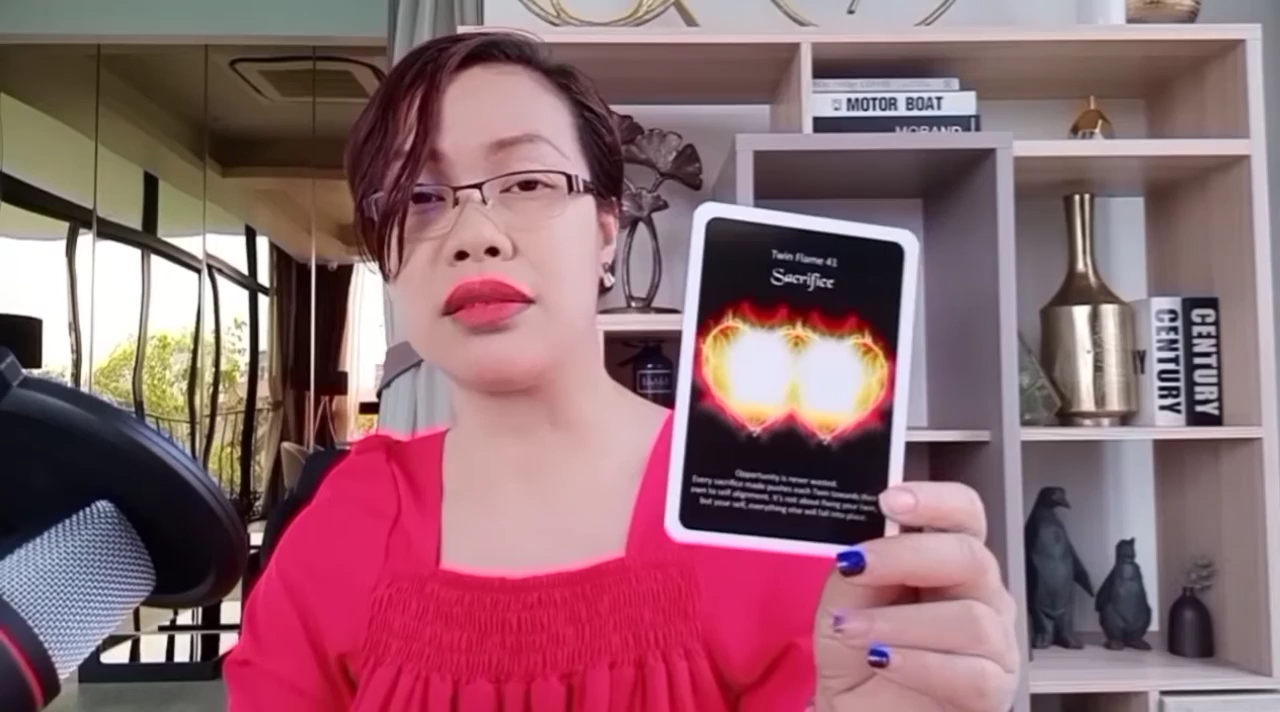 MOTOR BOAT
MORAND
Twin Flame 41
Sacrifice
Opportunity is never wasted.
Every sacrifice made pushes each Twin towards their
own to self alignment. It's not about fixing your twin,
but your self, everything else will fall into place.
CENTURY
CENTURY